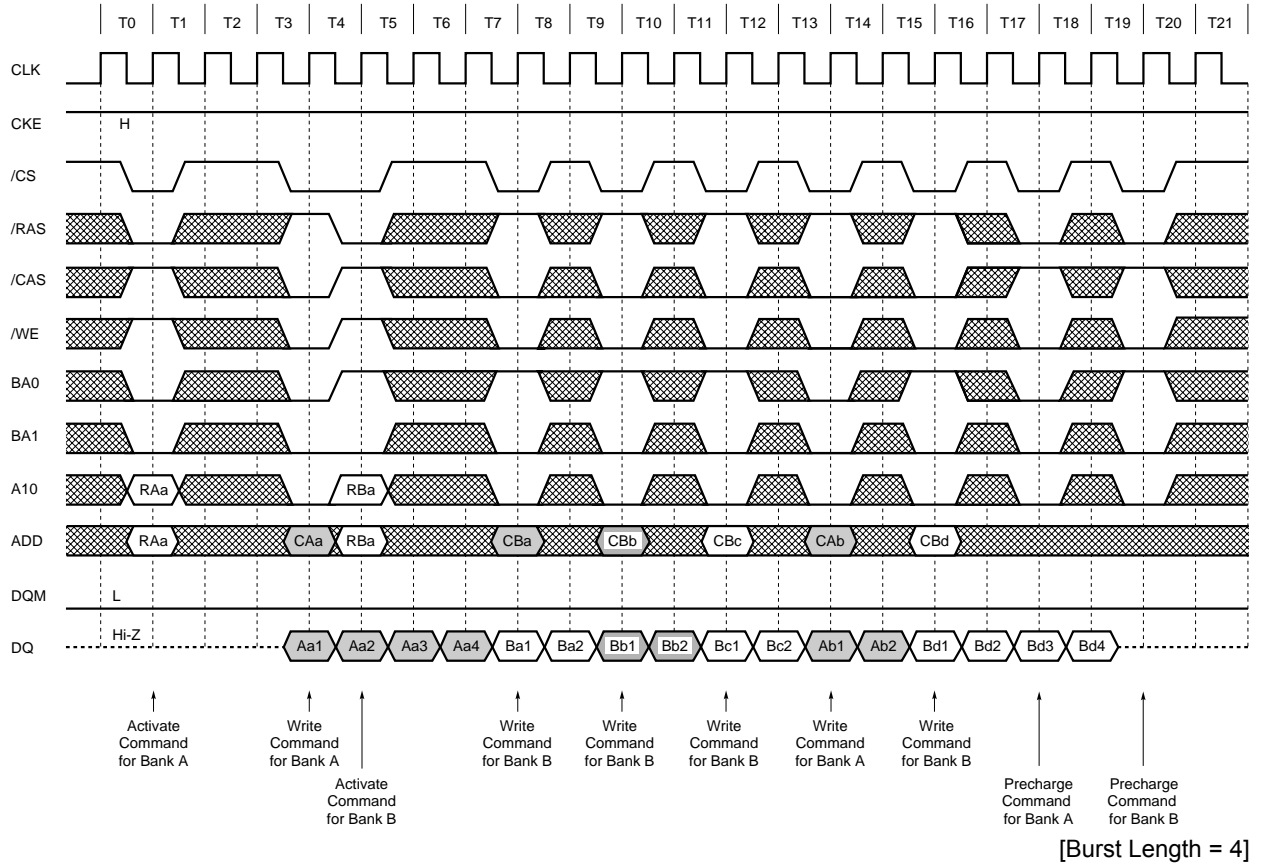 T0 T1 T2 T3 T4 T5 T6 T7 T8 T9 T10 T11 T12 T13 T14 T15 T16 T17 T18 T19 T20 T21
CLK
CKE H
/CS
/RAS
/CAS
/WE
BA0
BA1
A10 RAa RBa
ADD RAa CAa RBa CBa CBb CBc CAb CBd
DQM L
DQ Hi-Z Aa1 Aa2 Aa3 Aa4 Ba1 Ba2 Bb1 Bb2 Bc1 Bc2 Ab1 Ab2 Bd1 Bd2 Bd3 Bd4
Activate
Command
for Bank A
Write
Command
for Bank A
Activate
Command
for Bank B
Write
Command
for Bank B
Write
Command
for Bank B
Write
Command
for Bank B
Write
Command
for Bank A
Write
Command
for Bank B
Precharge
Command
for Bank A
Precharge
Command
for Bank B
[Burst Length = 4]